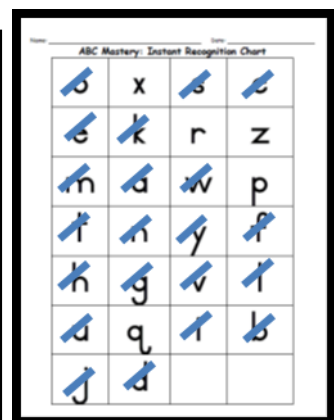 Name: Date:
ABC Mastery: Instant Recognition Chart
o x s c
e k r z
m a w p
t n y f
h g v l
u q i b
j d